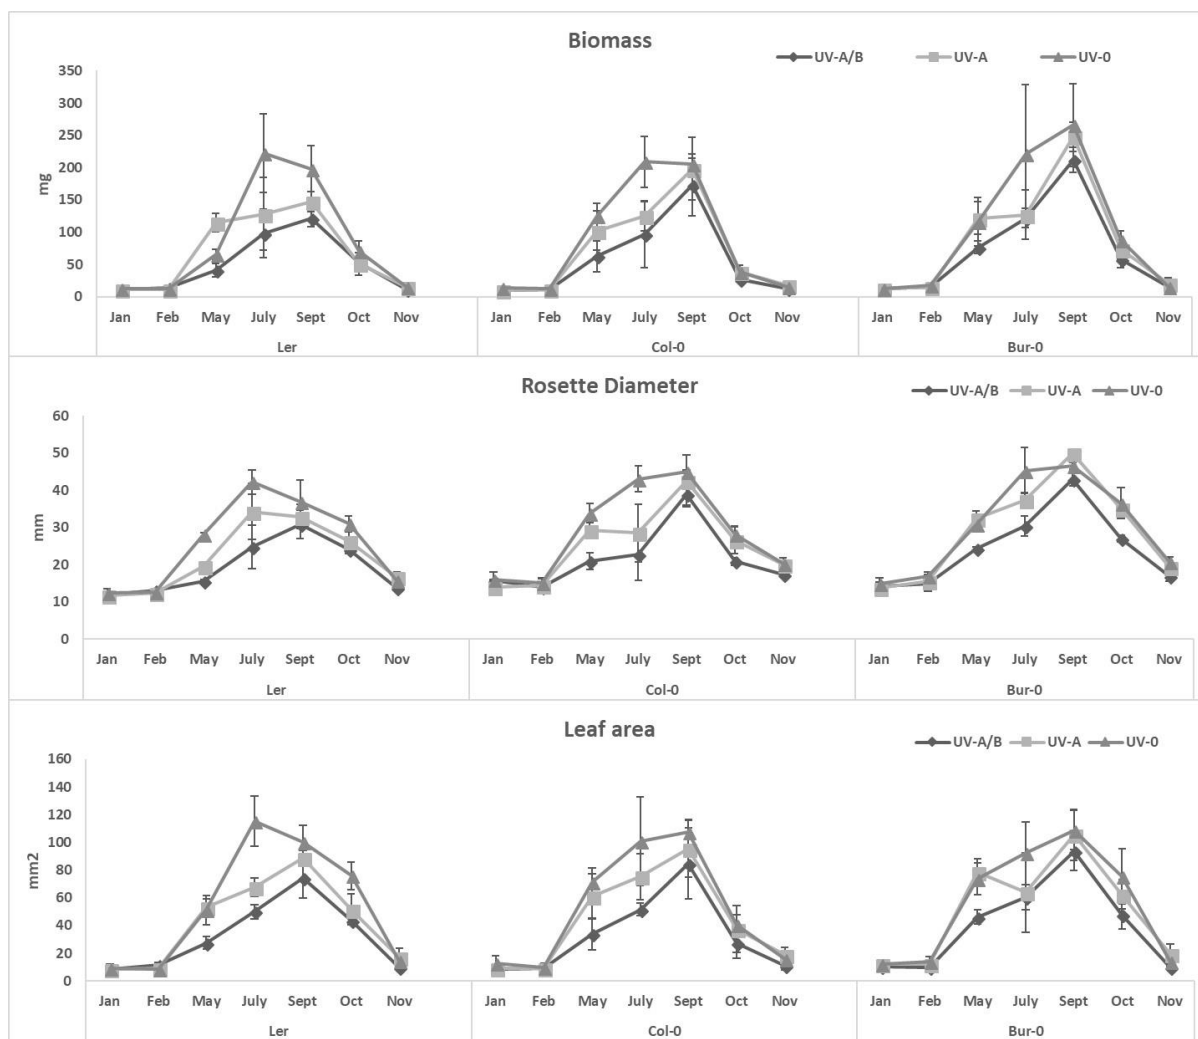 Biomass
UV-A/B UV-A UV-0
350
300
250
200
150
100
50
0
mg
Jan Feb May July Sept Oct Nov Jan Feb May July Sept Oct Nov Jan Feb May July Sept Oct Nov
Ler Col-0 Bur-0
Rosette Diameter
UV-A/B UV-A UV-0
60
50
40
30
20
10
0
mm
Jan Feb May July Sept Oct Nov Jan Feb May July Sept Oct Nov Jan Feb May July Sept Oct Nov
Ler Col-0 Bur-0
Leaf area
UV-A/B UV-A UV-0
160
140
120
100
80
60
40
20
0
mm2
Jan Feb May July Sept Oct Nov Jan Feb May July Sept Oct Nov Jan Feb May July Sept Oct Nov
Ler Col-0 Bur-0